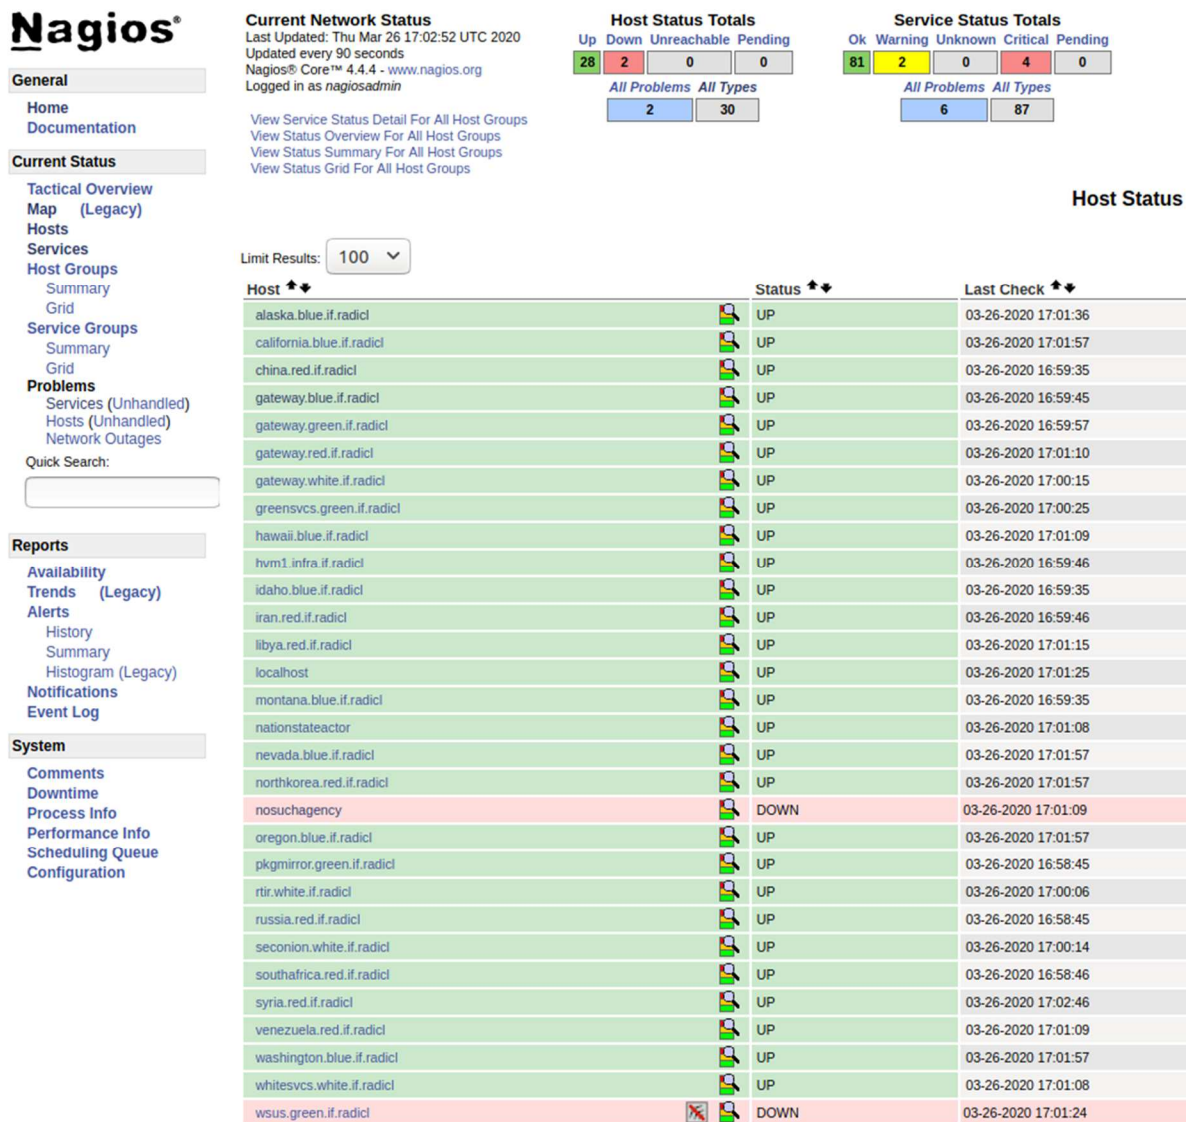 Nagios®
General
Home
Documentation
Current Status
Tactical Overview
Map (Legacy)
Hosts
Services
Host Groups
Summary
Grid
Service Groups
Summary
Grid
Problems
Services (Unhandled)
Hosts (Unhandled)
Network Outages
Quick Search:
Reports
Availability
Trends (Legacy)
Alerts
History
Summary
Histogram (Legacy)
Notifications
Event Log
System
Comments
Downtime
Process Info
Performance Info
Scheduling Queue
Configuration
Current Network Status
Last Updated: Thu Mar 26 17:02:52 UTC 2020
Updated every 90 seconds
Nagios® Core™ 4.4.4 - www.nagios.org
Logged in as nagiosadmin
View Service Status Detail For All Host Groups
View Status Overview For All Host Groups
View Status Summary For All Host Groups
View Status Grid For All Host Groups
Host Status Totals
Up Down Unreachable Pending
28 2 0 0
All Problems All Types
2 30
Service Status Totals
Ok Warning Unknown Critical Pending
81 2 0 4 0
All Problems All Types
6 87
Host Status
Limit Results: 100
Host Status Last Check
alaska.blue.if.radicl UP 03-26-2020 17:01:36
california.blue.if.radicl UP 03-26-2020 17:01:57
china.red.if.radicl UP 03-26-2020 16:59:35
gateway.blue.if.radicl UP 03-26-2020 16:59:45
gateway.green.if.radicl UP 03-26-2020 16:59:57
gateway.red.if.radicl UP 03-26-2020 17:01:10
gateway.white.if.radicl UP 03-26-2020 17:00:15
greensvcs.green.if.radicl UP 03-26-2020 17:00:25
hawaii.blue.if.radicl UP 03-26-2020 17:01:09
hvm1.infra.if.radicl UP 03-26-2020 16:59:46
idaho.blue.if.radicl UP 03-26-2020 16:59:35
iran.red.if.radicl UP 03-26-2020 16:59:46
libya.red.if.radicl UP 03-26-2020 17:01:15
localhost UP 03-26-2020 17:01:25
montana.blue.if.radicl UP 03-26-2020 16:59:35
nationstateactor UP 03-26-2020 17:01:08
nevada.blue.if.radicl UP 03-26-2020 17:01:57
northkorea.red.if.radicl UP 03-26-2020 17:01:57
nosuchagency DOWN 03-26-2020 17:01:09
oregon.blue.if.radicl UP 03-26-2020 17:01:57
pkgmirror.green.if.radicl UP 03-26-2020 16:58:45
rtir.white.if.radicl UP 03-26-2020 17:00:06
russia.red.if.radicl UP 03-26-2020 16:58:45
seconion.white.if.radicl UP 03-26-2020 17:00:14
southafrica.red.if.radicl UP 03-26-2020 16:58:46
syria.red.if.radicl UP 03-26-2020 17:02:46
venezuela.red.if.radicl UP 03-26-2020 17:01:09
washington.blue.if.radicl UP 03-26-2020 17:01:57
whitesvcs.white.if.radicl UP 03-26-2020 17:01:08
wsus.green.if.radicl DOWN 03-26-2020 17:01:24